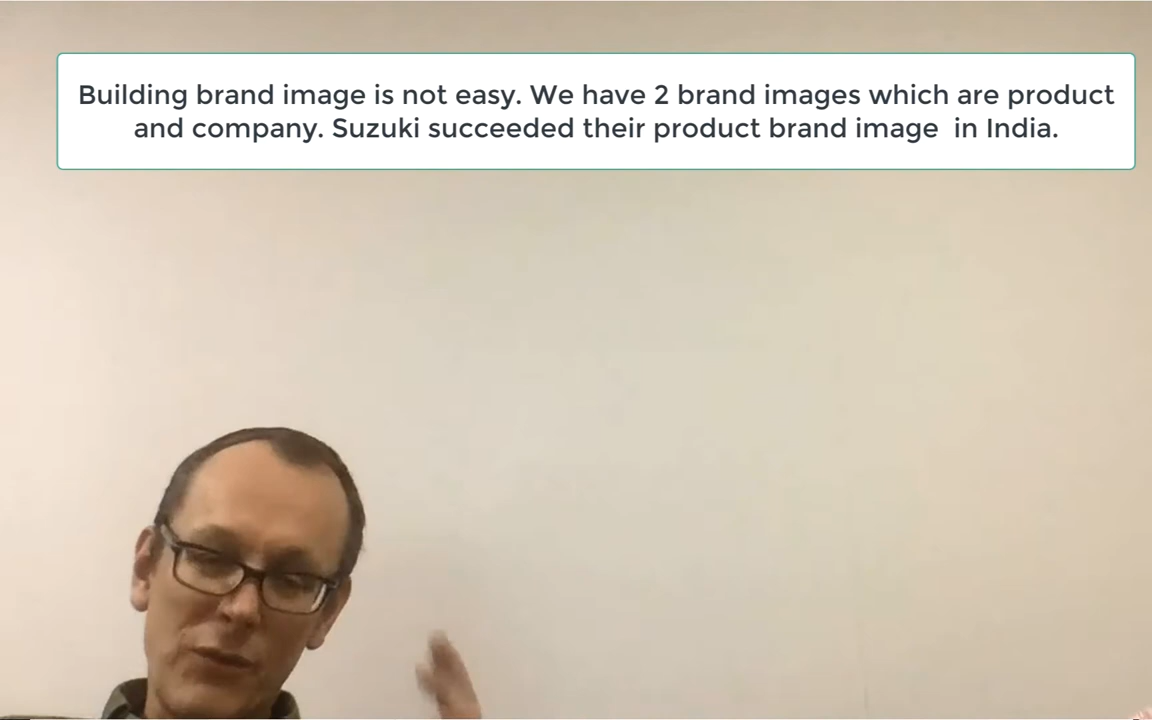 Building brand image is not easy. We have 2 brand images which are product
and company. Suzuki succeeded their product brand image  in India.